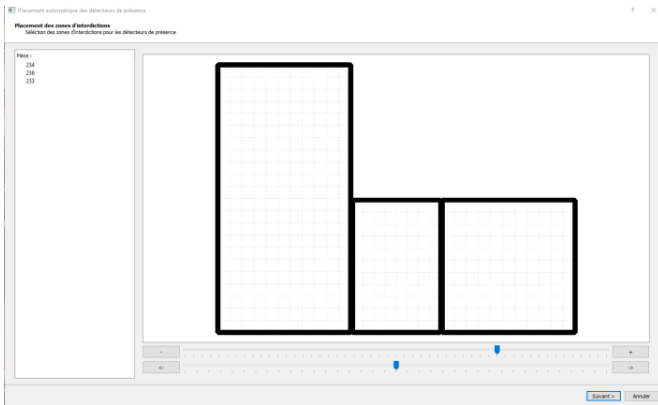 Placement automatique des détecteurs de présence
? ×
Placement des zones d'interdictions
Séléction des zones d'interdictions pour les détecteurs de présence
Pièce :
234
236
233
- +
<- ->
Suivant > Annuler